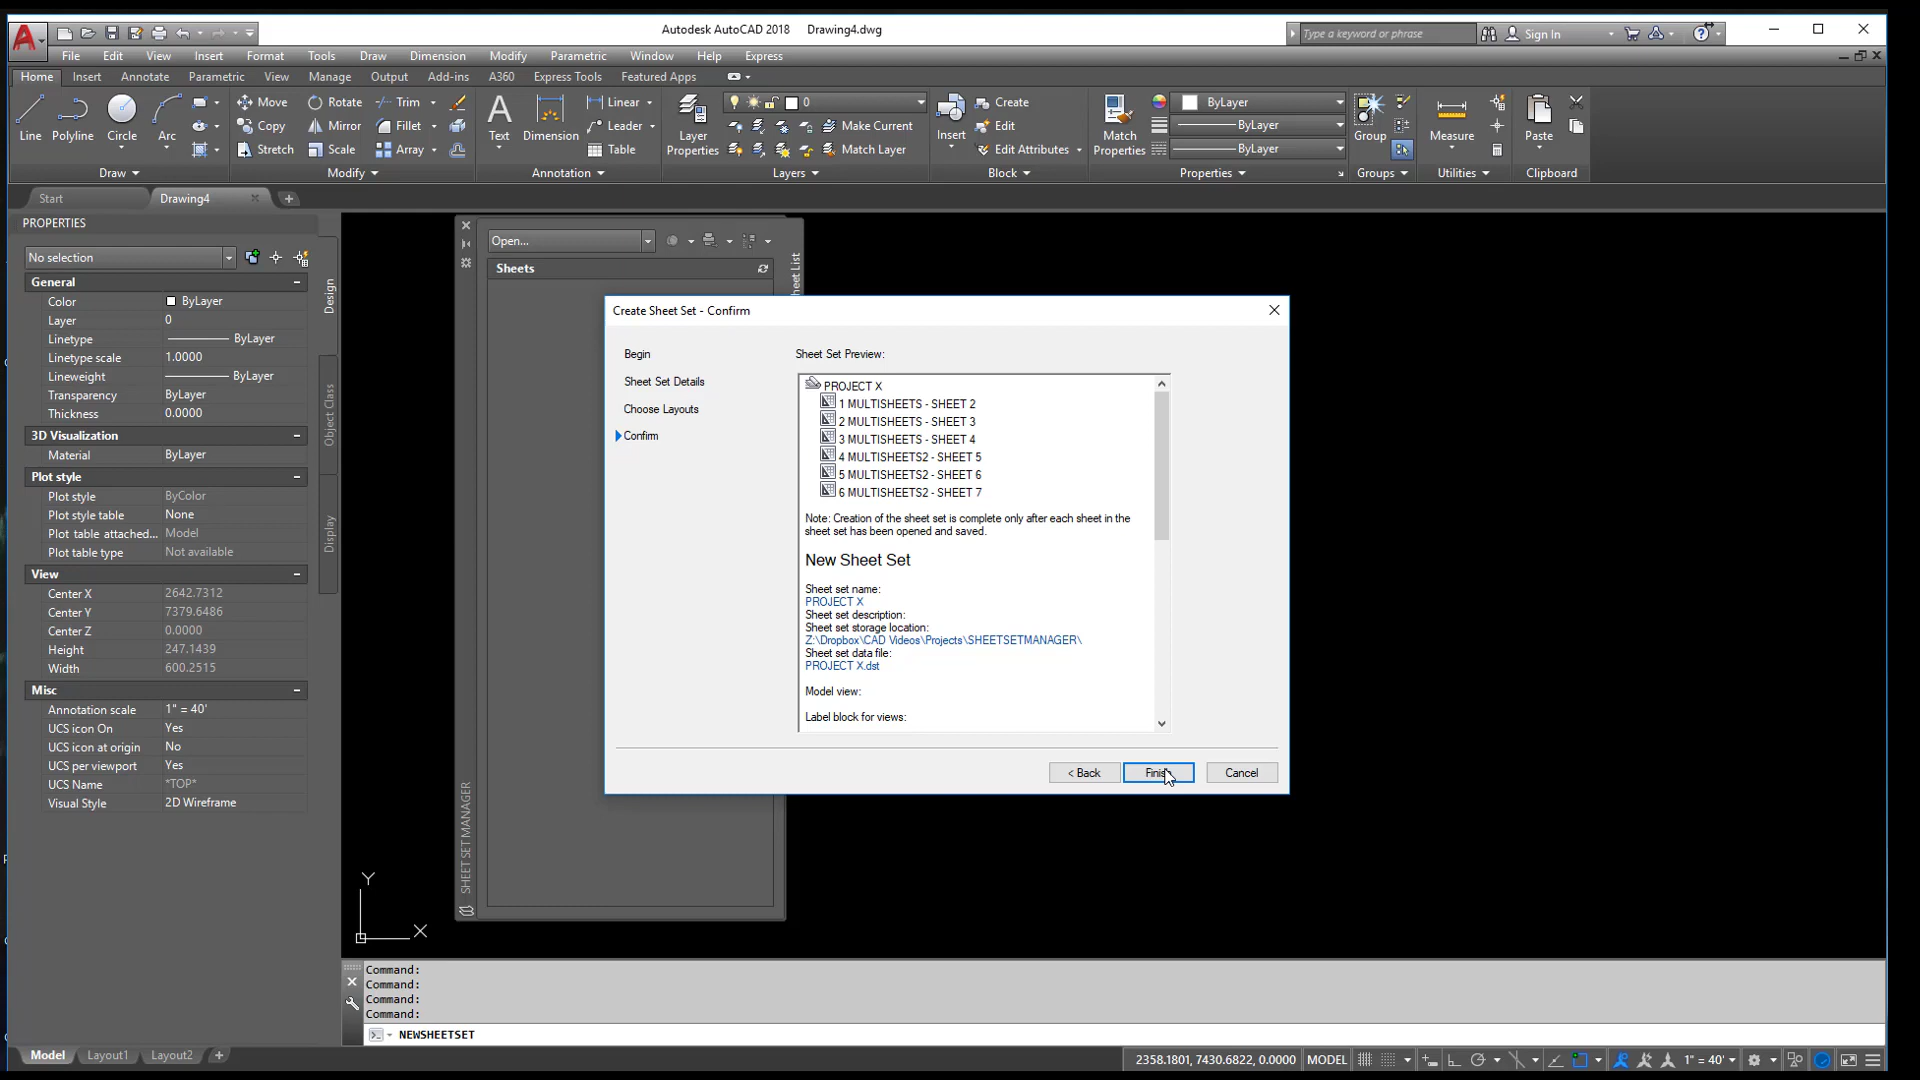 Autodesk AutoCAD 2018 Drawing4.dwg
Type a keyword or phrase
Sign In
File Edit View Insert Format Tools Draw Dimension Modify Parametric Window Help Express
Home Insert Annotate Parametric View Manage Output Add-ins A360 Express Tools Featured Apps
Line Polyline Circle Arc
Move Rotate Trim
Copy Mirror Fillet
Stretch Scale Array
Text Dimension
Linear
Leader
Table
Layer Properties
0
Make Current
Match Layer
Insert
Create
Edit
Edit Attributes
Match Properties
ByLayer
ByLayer
ByLayer
Group
Measure
Paste
Draw Modify Annotation Layers Block Properties Groups Utilities Clipboard
Start Drawing4
PROPERTIES
No selection
General
Color ByLayer
Layer 0
Linetype ByLayer
Linetype scale 1.0000
Lineweight ByLayer
Transparency ByLayer
Thickness 0.0000
3D Visualization
Material ByLayer
Plot style
Plot style ByColor
Plot style table None
Plot table attached... Model
Plot table type Not available
View
Center X 2642.7312
Center Y 7379.6486
Center Z 0.0000
Height 247.1439
Width 600.2515
Misc
Annotation scale 1" = 40'
UCS icon On Yes
UCS icon at origin No
UCS per viewport Yes
UCS Name *TOP*
Visual Style 2D Wireframe
Design
Object Class
Display
Open...
Sheets
SHEET SET MANAGER
Create Sheet Set - Confirm
Begin
Sheet Set Details
Choose Layouts
Confirm
Sheet Set Preview:
PROJECT X
1 MULTISHEETS - SHEET 2
2 MULTISHEETS - SHEET 3
3 MULTISHEETS - SHEET 4
4 MULTISHEETS2 - SHEET 5
5 MULTISHEETS2 - SHEET 6
6 MULTISHEETS2 - SHEET 7
Note: Creation of the sheet set is complete only after each sheet in the
sheet set has been opened and saved.
New Sheet Set
Sheet set name:
PROJECT X
Sheet set description:
Sheet set storage location:
Z:\Dropbox\CAD Videos\Projects\SHEETSETMANAGER\
Sheet set data file:
PROJECT X.dst
Model view:
Label block for views:
< Back
Cancel
Y
X
Command:
Command:
Command:
Command:
NEWSHEETSET
Model Layout1 Layout2
2358.1801, 7430.6822, 0.0000 MODEL
1" = 40'